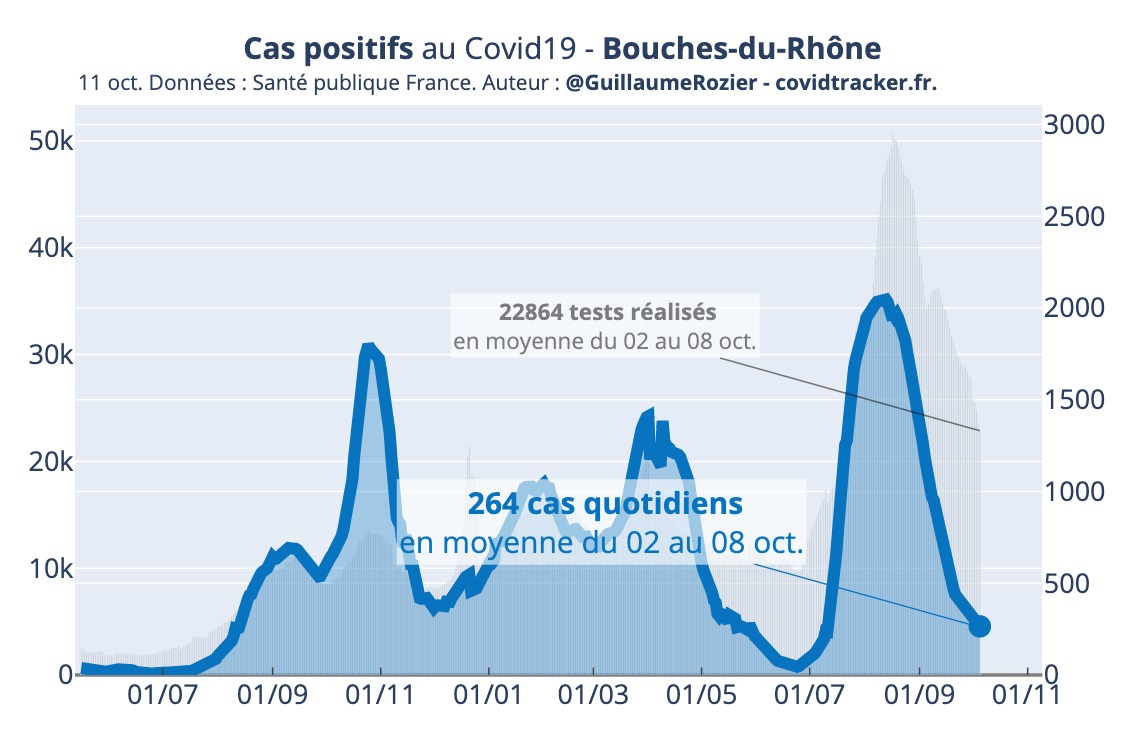 Cas positifs au Covid19 - Bouches-du-Rhône
11 oct. Données : Santé publique France. Auteur : @GuillaumeRozier - covidtracker.fr.
50k
40k
30k
20k
10k
0
3000
2500
2000
1500
1000
500
0
22864 tests réalisés
en moyenne du 02 au 08 oct.
264 cas quotidiens
en moyenne du 02 au 08 oct.
01/07 01/09 01/11 01/01 01/03 01/05 01/07 01/09 01/11